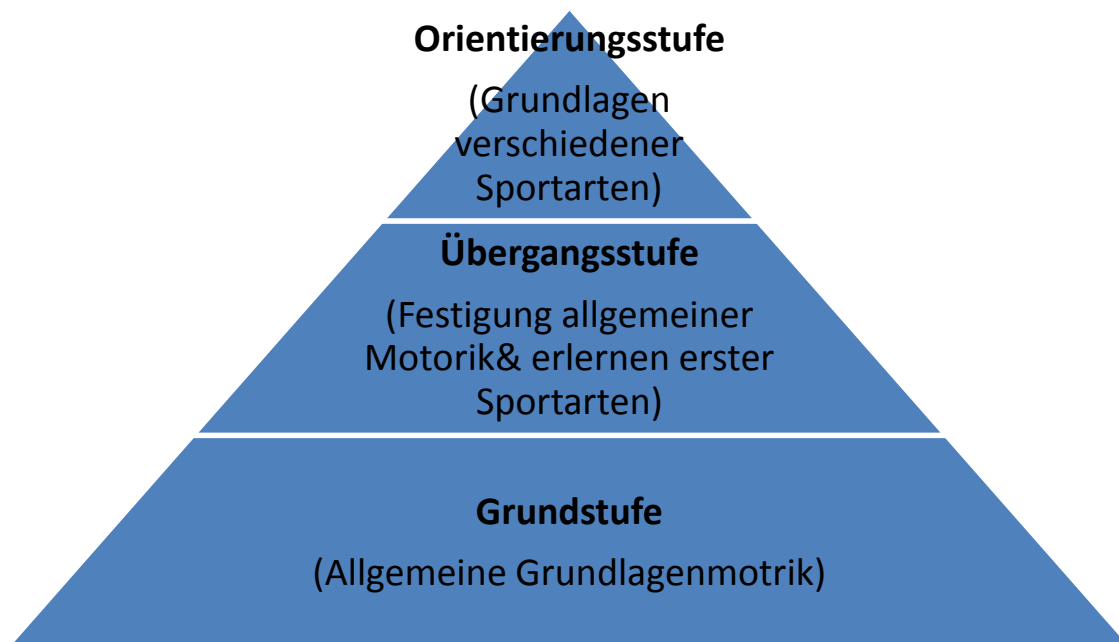 Orientierungsstufe
(Grundlagen
verschiedener
Sportarten)
Übergangsstufe
(Festigung allgemeiner
Motorik& erlernen erster
Sportarten)
Grundstufe
(Allgemeine Grundlagenmotrik)